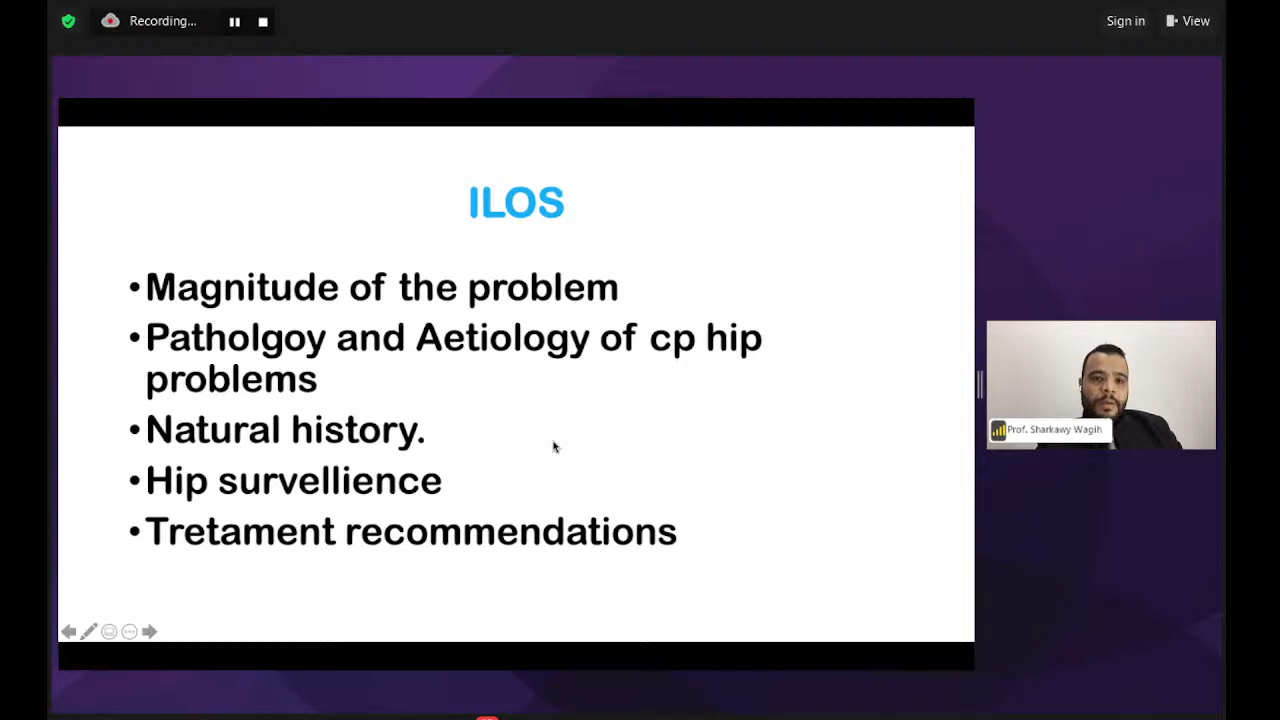 Recording...
Sign in
View
ILOS
•Magnitude of the problem
•Patholgoy and Aetiology of cp hip
problems
•Natural history.
•Hip survellience
•Tretament recommendations
Prof. Sharkawy Wagih